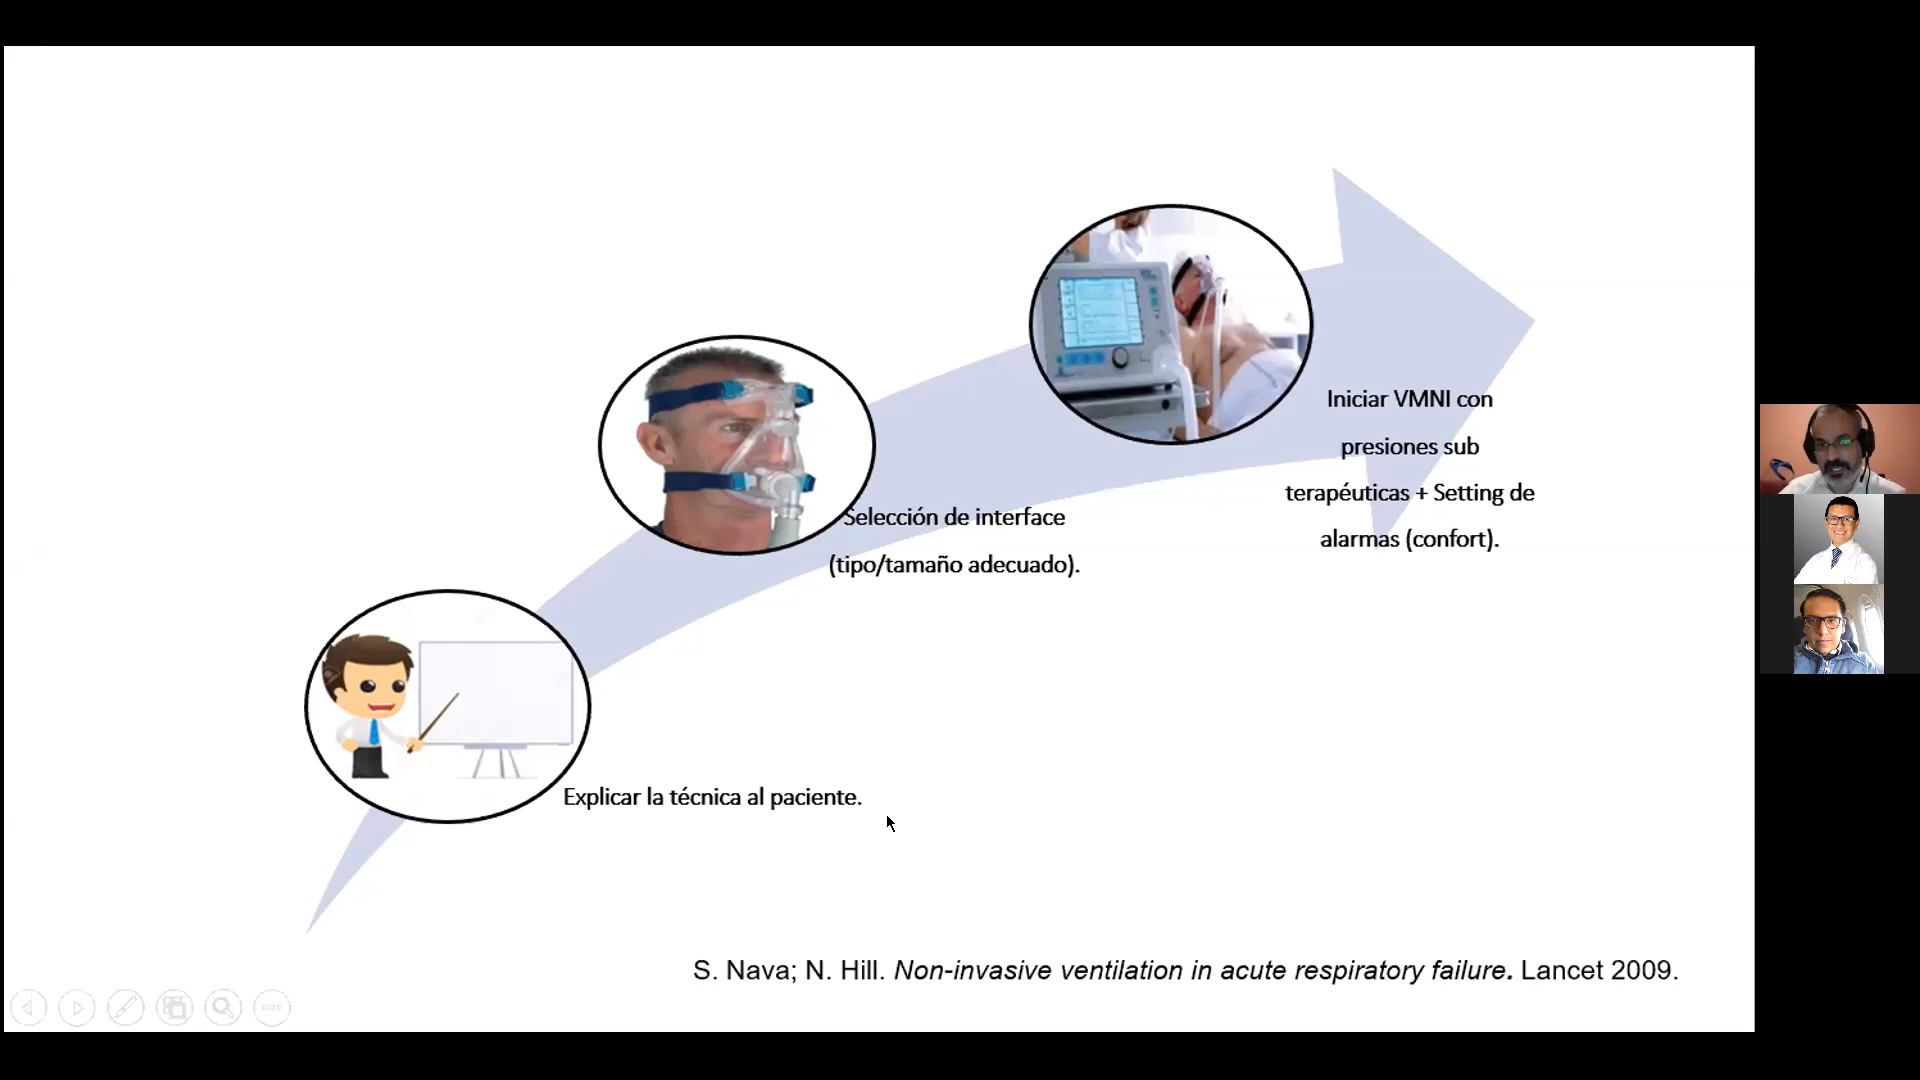 Iniciar VMNI con
presiones sub
terapéuticas + Setting de
alarmas (confort).
Selección de interface
(tipo/tamaño adecuado).
Explicar la técnica al paciente.
S. Nava; N. Hill. Non-invasive ventilation in acute respiratory failure. Lancet 2009.